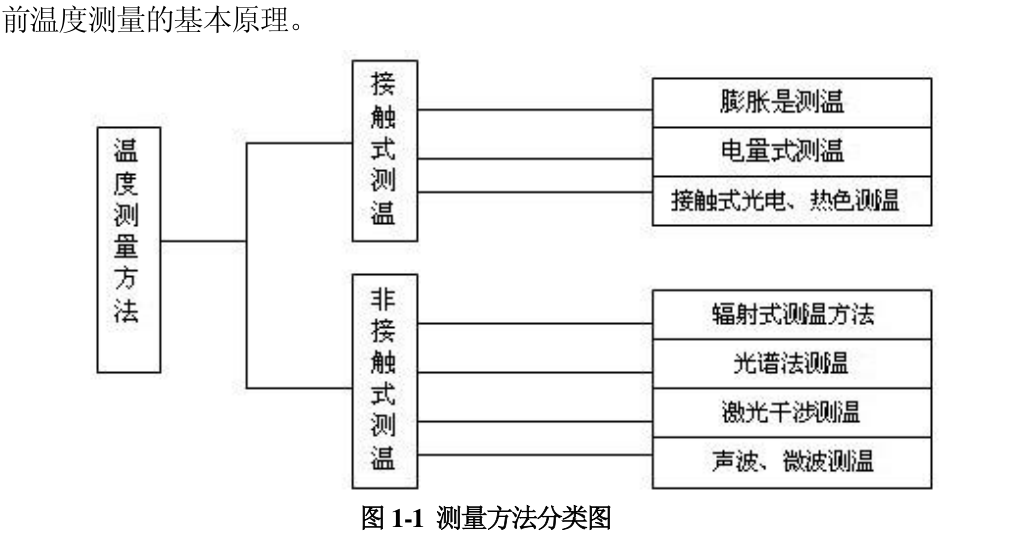 前温度测量的基本原理。
温度测量方法
接触式测温
膨胀是测温
电量式测温
接触式光电、热色测温
非接触式测温
辐射式测温方法
光谱法测温
激光干涉测温
声波、微波测温
图 1-1 测量方法分类图